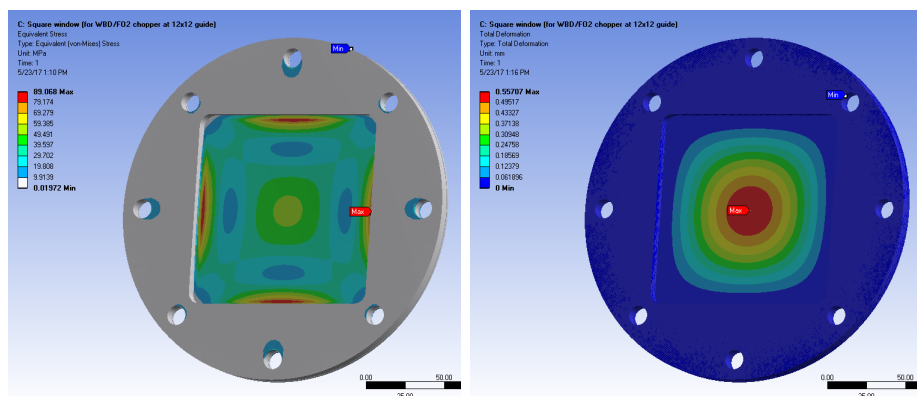 C: Square window (for WBD/FO2 chopper at 12x12 guide)
Equivalent Stress
Type: Equivalent (von-Mises) Stress
Unit: MPa
Time: 1
5/23/17 1:10 PM
89.068 Max
79.174
69.279
59.385
49.491
39.597
29.702
19.808
9.9139
0.01972 Min
Min
Max
0.00
50.00
25.00
C: Square window (for WBD/FO2 chopper at 12x12 guide)
Total Deformation
Type: Total Deformation
Unit: mm
Time: 1
5/23/17 1:16 PM
0.55707 Max
0.49517
0.43327
0.37138
0.30948
0.24758
0.18569
0.12379
0.061896
0 Min
Min
Max
0.00
50.00
25.00